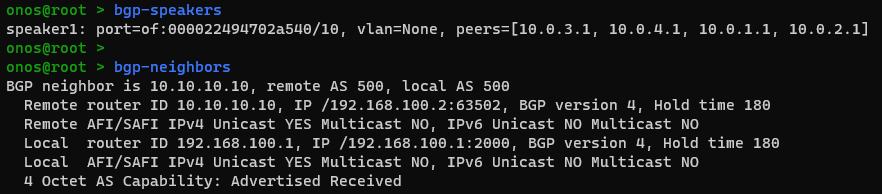 onos@root > bgp-speakers
speaker1: port=of:000022494702a540/10, vlan=None, peers=[10.0.3.1, 10.0.4.1, 10.0.1.1, 10.0.2.1]
onos@root >
onos@root > bgp-neighbors
BGP neighbor is 10.10.10.10, remote AS 500, local AS 500
  Remote router ID 10.10.10.10, IP /192.168.100.2:63502, BGP version 4, Hold time 180
  Remote AFI/SAFI IPv4 Unicast YES Multicast NO, IPv6 Unicast NO Multicast NO
  Local  router ID 192.168.100.1, IP /192.168.100.1:2000, BGP version 4, Hold time 180
  Local  AFI/SAFI IPv4 Unicast YES Multicast NO, IPv6 Unicast NO Multicast NO
  4 Octet AS Capability: Advertised Received